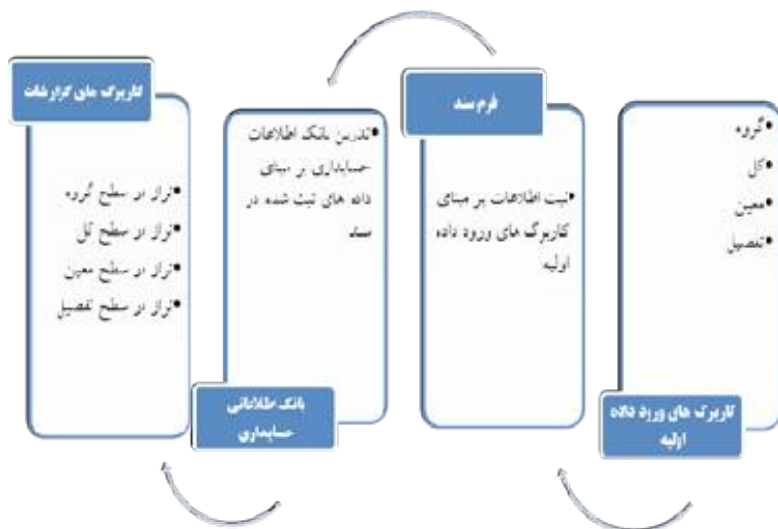 گروه
کل
معین
تفصیل
کاربرگ های ورود داده
اولیه
فرم سند
ثبت اطلاعات بر مبنای
کاربرگ های ورود داده
اولیه
تدوین بانک اطلاعات
حسابداری بر مبنای
داده های ثبت شده در
سند
بانک اطلاعاتی
حسابداری
کاربرگ های گزارشات
تراز در سطح گروه
تراز در سطح کل
تراز در سطح معین
تراز در سطح تفصیل